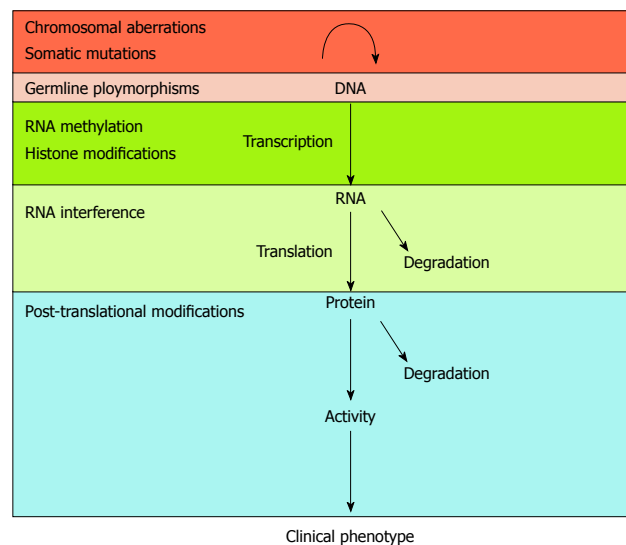 Chromosomal aberrations
Somatic mutations
Germline ploymorphisms
DNA
RNA methylation
Histone modifications
Transcription
RNA
RNA interference
Translation
Degradation
Protein
Post-translational modifications
Degradation
Activity
Clinical phenotype